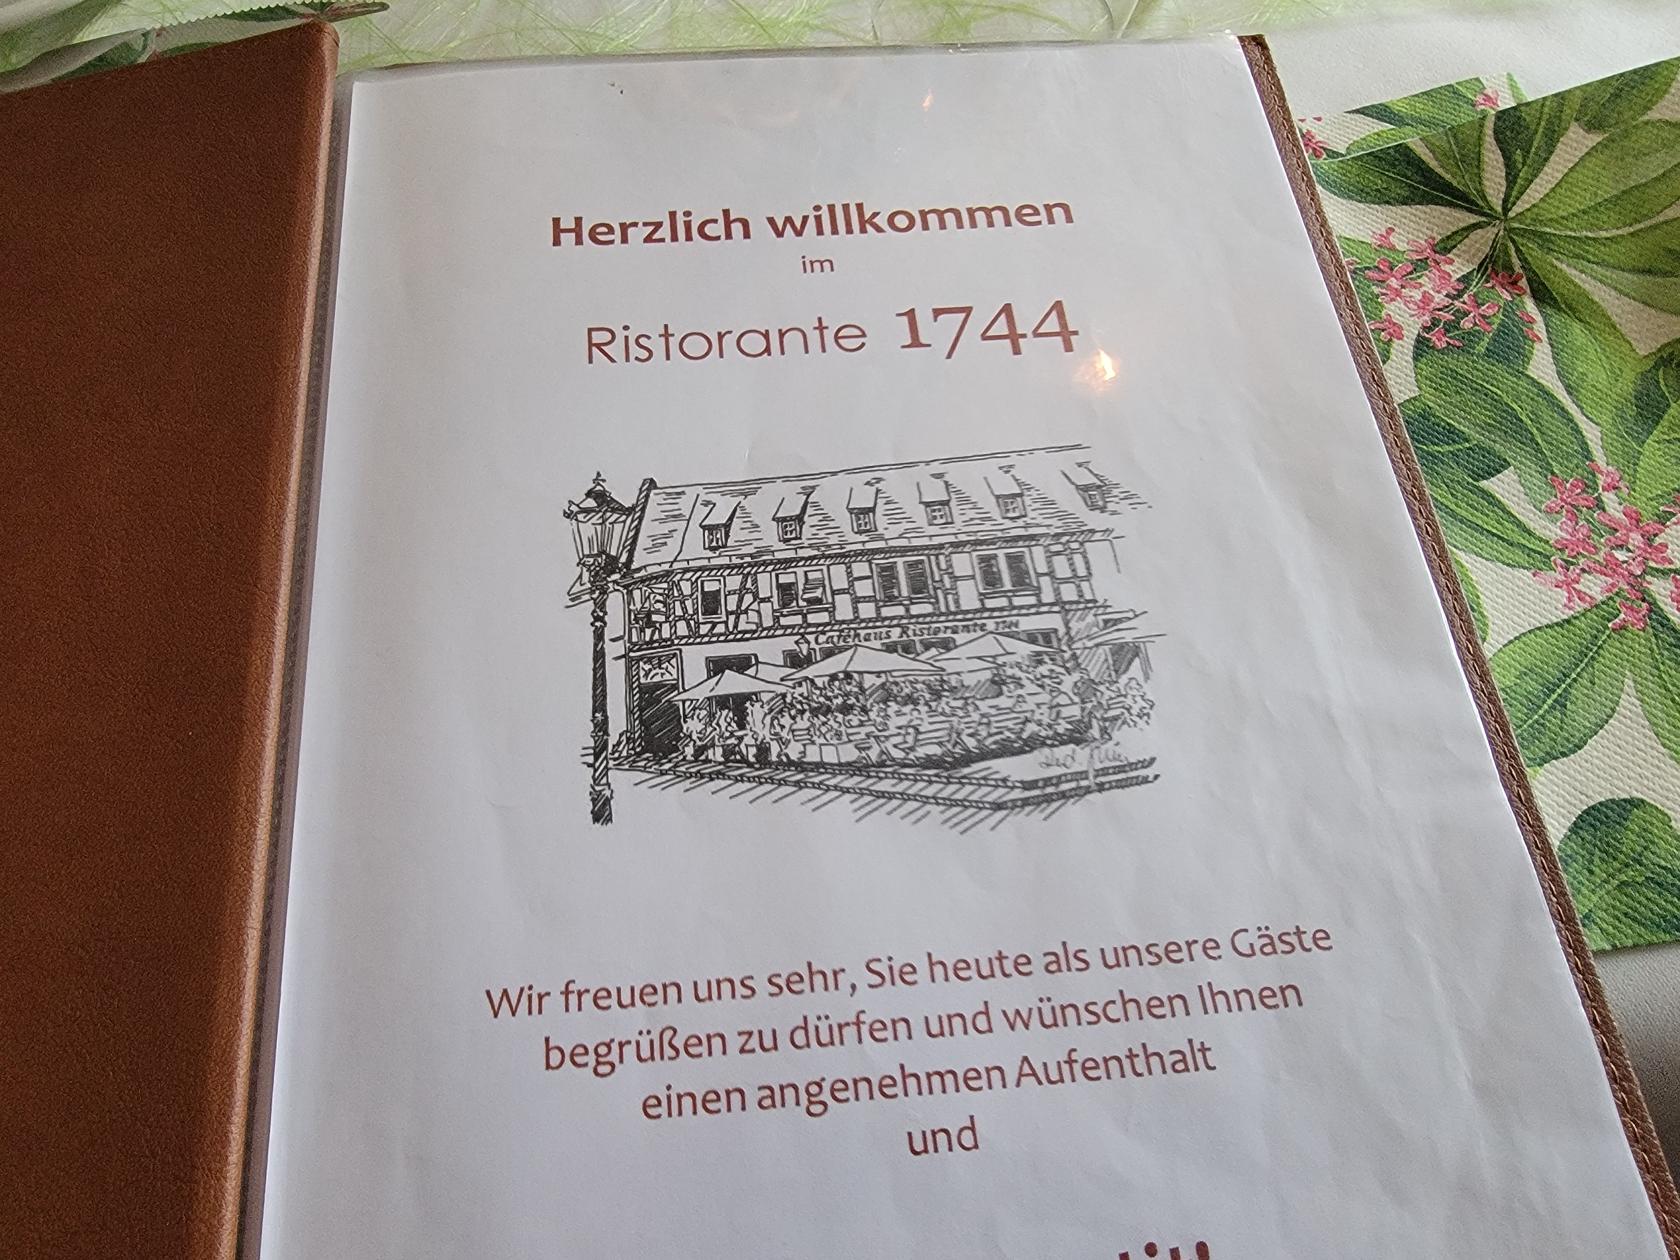 Herzlich willkommen
im
Ristorante 1744
Caféhaus Ristorante 1744
Wir freuen uns sehr, Sie heute als unsere Gäste
begrüßen zu dürfen und wünschen Ihnen
einen angenehmen Aufenthalt
und